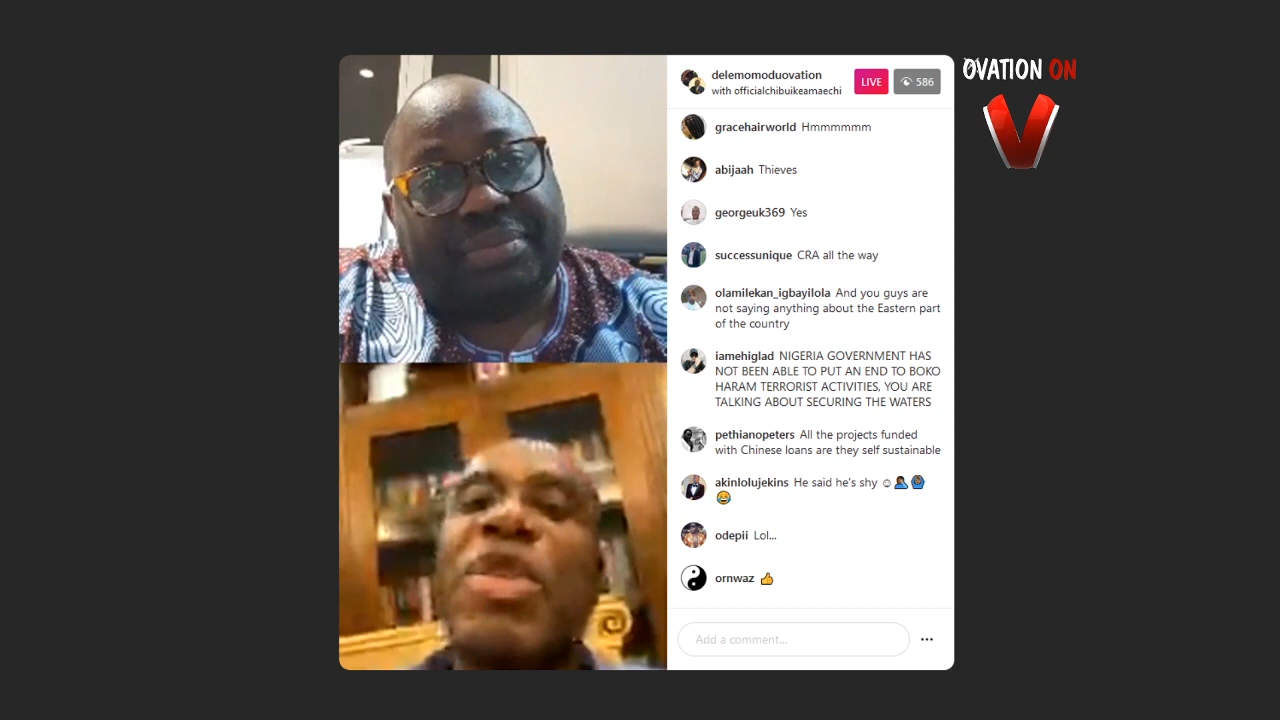 delemomoduovation
with officialchibuikeamaechi
LIVE
586
OVATION ON
V
gracehairworld Hmmmmmm
abijaah Thieves
georgeuk369 Yes
successunique CRA all the way
olamilekan_igbayilola And you guys are
not saying anything about the Eastern part
of the country
iamehiglad NIGERIA GOVERNMENT HAS
NOT BEEN ABLE TO PUT AN END TO BOKO
HARAM TERRORIST ACTIVITIES, YOU ARE
TALKING ABOUT SECURING THE WATERS
pethianopeters All the projects funded
with Chinese loans are they self sustainable
akinlolujekins He said he's shy ☺🤦🏿‍♂️🙆🏿‍♂️
😂
odepii Lol...
ornwaz 👍
Add a comment...